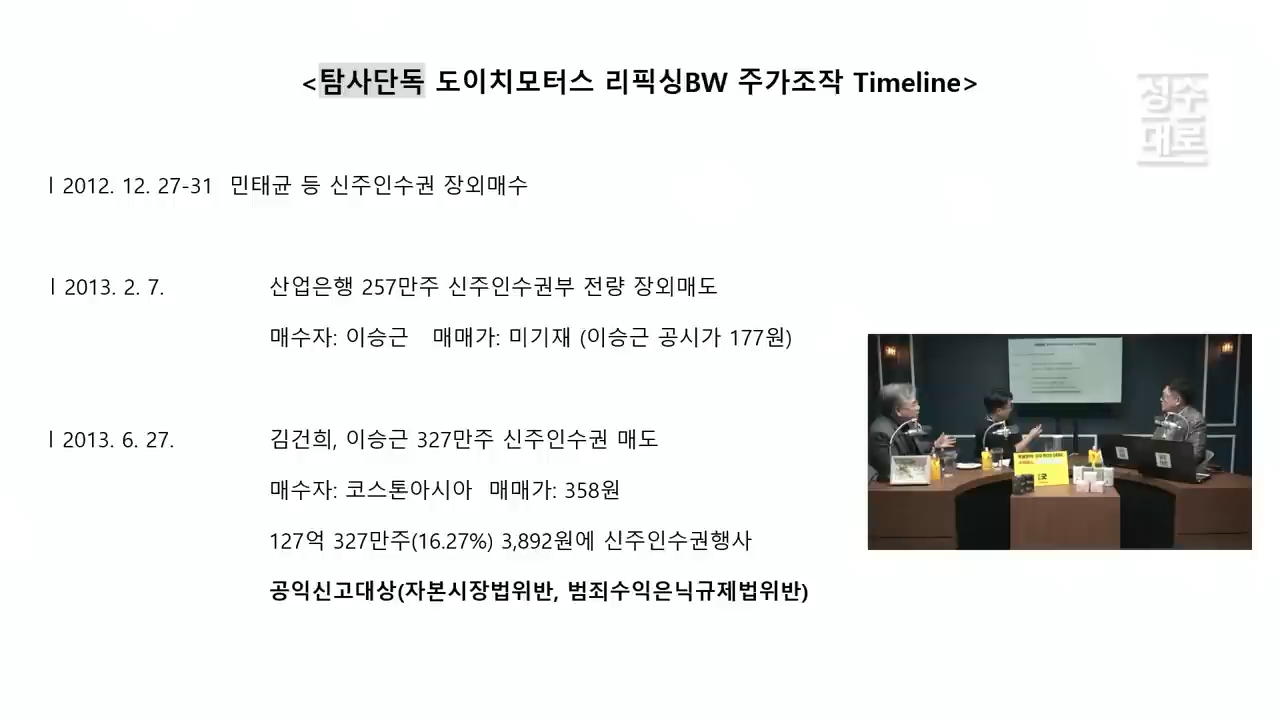 <탐사단독 도이치모터스 리픽싱BW 주가조작 Timeline>
성수
대로
l 2012. 12. 27-31 민태균 등 신주인수권 장외매수
l 2013. 2. 7. 산업은행 257만주 신주인수권부 전량 장외매도
매수자: 이승근 매매가: 미기재 (이승근 공시가 177원)
l 2013. 6. 27. 김건희, 이승근 327만주 신주인수권 매도
매수자: 코스톤아시아 매매가: 358원
127억 327만주(16.27%) 3,892원에 신주인수권행사
공익신고대상(자본시장법위반, 범죄수익은닉규제법위반)